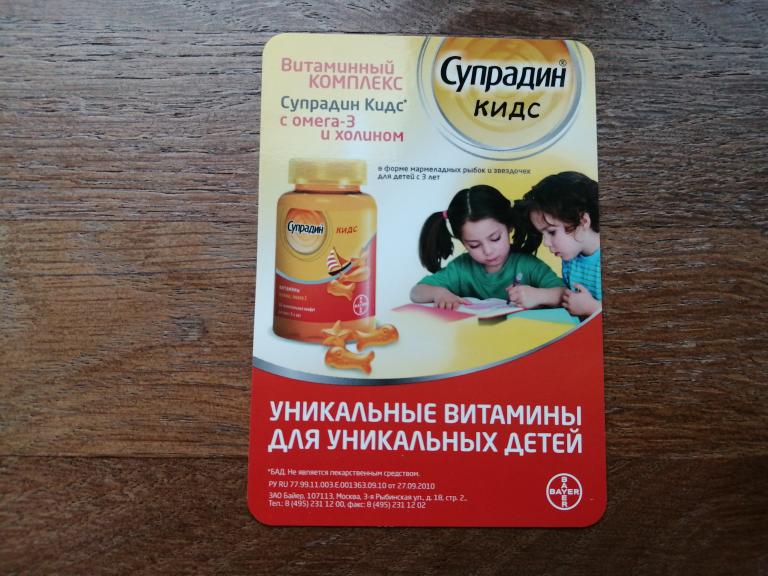 Витаминный
КОМПЛЕКС
Супрадин Кидс*
с омега-3
и холином
Супрадин®
кидс
в форме мармеладных рыбок и звездочек
для детей с 3 лет
Супрадин кидс
BAYER
УНИКАЛЬНЫЕ ВИТАМИНЫ
ДЛЯ УНИКАЛЬНЫХ ДЕТЕЙ
*БАД. Не является лекарственным средством.
РУ RU 77.99.11.003.Е.001363.09.10 от 27.09.2010
ЗАО Байер, 107113, Москва, 3-я Рыбинская ул., д. 18, стр. 2.,
Тел.: 8 (495) 231 12 00, факс: 8 (495) 231 12 02
BAYER
BAYER